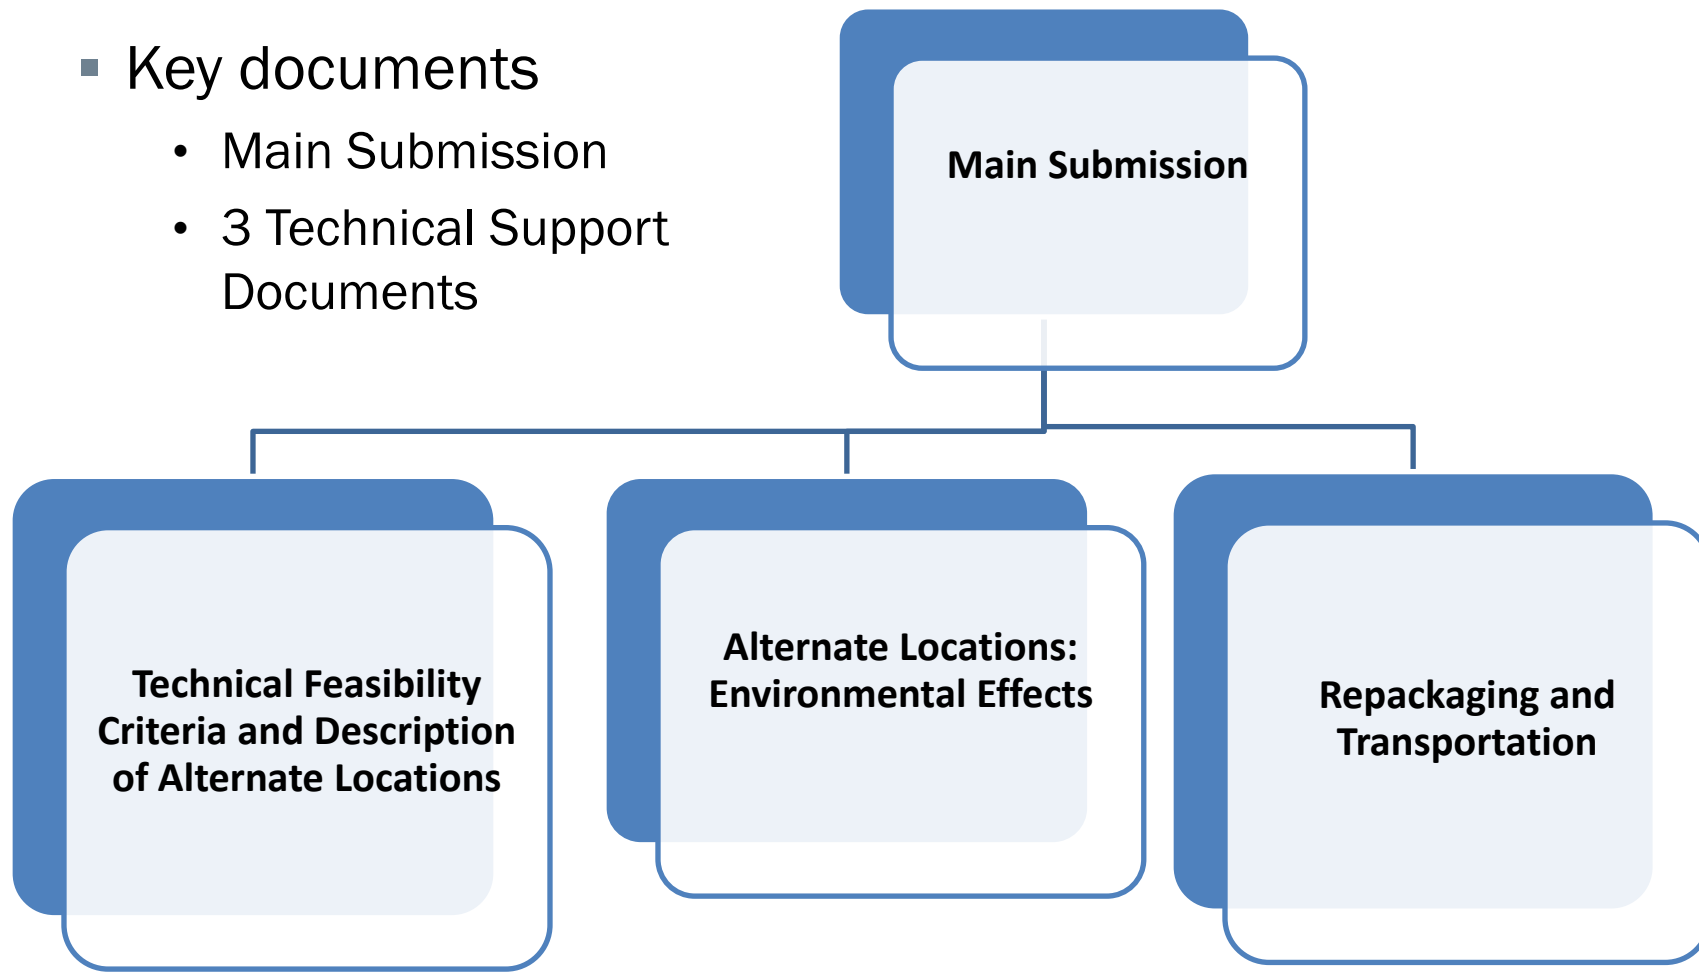 ▪ Key documents
• Main Submission
• 3 Technical Support
Documents
Main Submission
Technical Feasibility
Criteria and Description
of Alternate Locations
Alternate Locations:
Environmental Effects
Repackaging and
Transportation